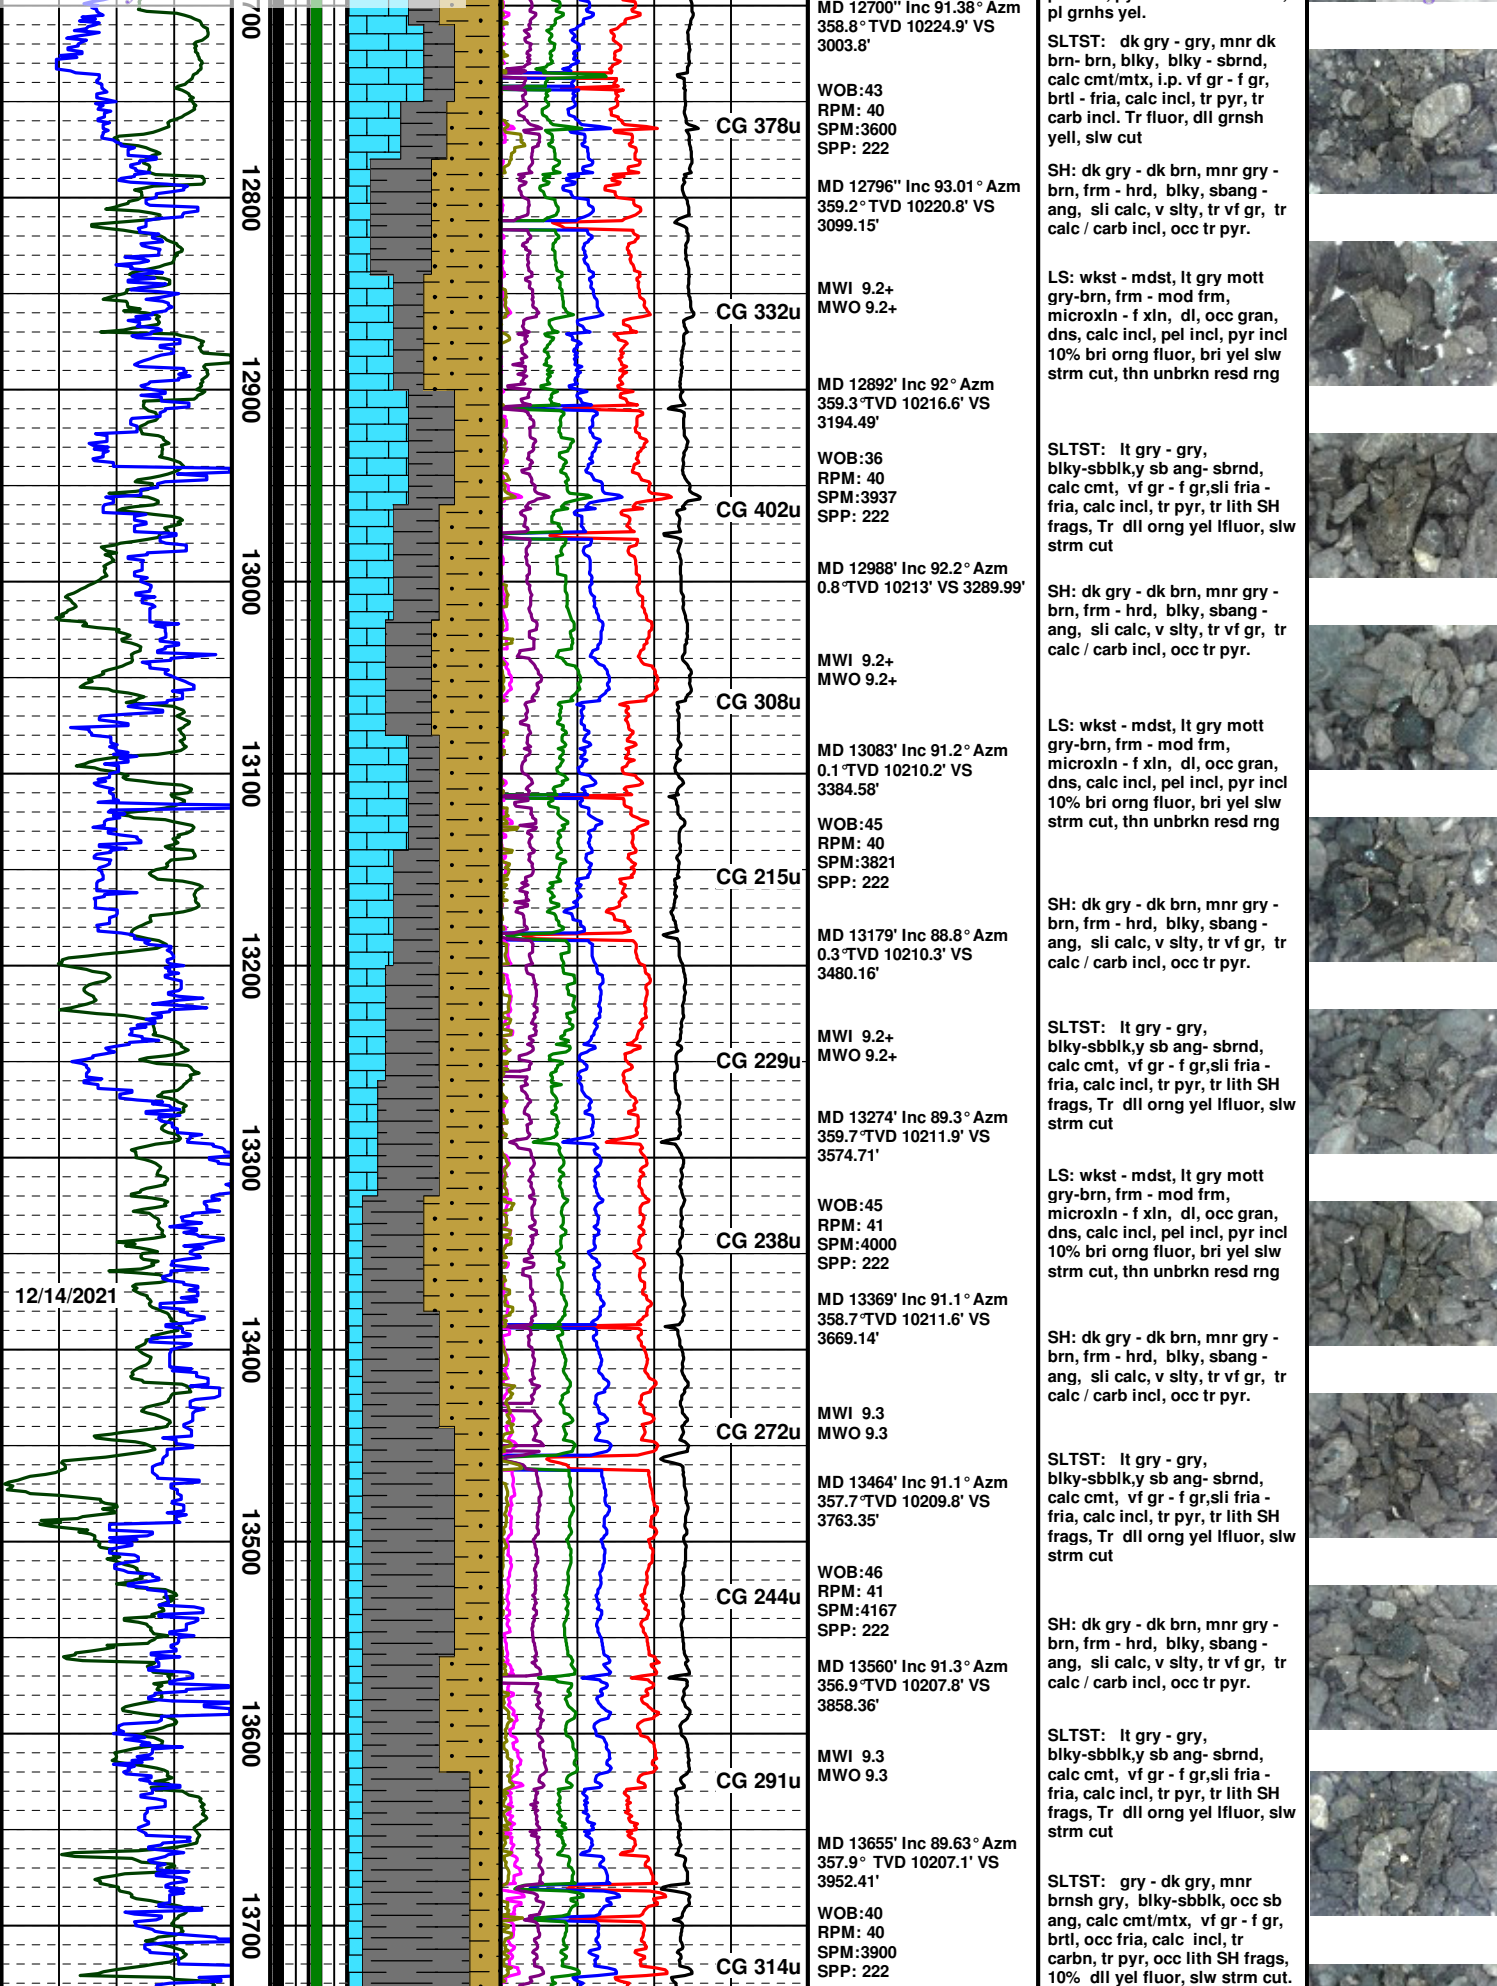 700
12800
12900
13000
13100
13200
13300
12/14/2021
13400
13500
13600
13700
CG 378u
CG 332u
CG 402u
CG 308u
CG 215u
CG 229u
CG 238u
CG 272u
CG 244u
CG 291u
CG 314u
MD 12700" Inc 91.38° Azm
358.8° TVD 10224.9' VS
3003.8'
WOB:43
RPM: 40
SPM:3600
SPP: 222
MD 12796" Inc 93.01° Azm
359.2° TVD 10220.8' VS
3099.15'
MWI 9.2+
MWO 9.2+
MD 12892' Inc 92° Azm
359.3°TVD 10216.6' VS
3194.49'
WOB:36
RPM: 40
SPM:3937
SPP: 222
MD 12988' Inc 92.2° Azm
0.8°TVD 10213' VS 3289.99'
MWI 9.2+
MWO 9.2+
MD 13083' Inc 91.2° Azm
0.1°TVD 10210.2' VS
3384.58'
WOB:45
RPM: 40
SPM:3821
SPP: 222
MD 13179' Inc 88.8° Azm
0.3°TVD 10210.3' VS
3480.16'
MWI 9.2+
MWO 9.2+
MD 13274' Inc 89.3° Azm
359.7°TVD 10211.9' VS
3574.71'
WOB:45
RPM: 41
SPM:4000
SPP: 222
MD 13369' Inc 91.1° Azm
358.7°TVD 10211.6' VS
3669.14'
MWI 9.3
MWO 9.3
MD 13464' Inc 91.1° Azm
357.7°TVD 10209.8' VS
3763.35'
WOB:46
RPM: 41
SPM:4167
SPP: 222
MD 13560' Inc 91.3° Azm
356.9°TVD 10207.8' VS
3858.36'
MWI 9.3
MWO 9.3
MD 13655' Inc 89.63° Azm
357.9° TVD 10207.1' VS
3952.41'
WOB:40
RPM: 40
SPM:3900
SPP: 222
pl grnhs yel.
SLTST: dk gry - gry, mnr dk
brn- brn, blky, blky - sbrnd,
calc cmt/mtx, i.p. vf gr - f gr,
brtl - fria, calc incl, tr pyr, tr
carb incl. Tr fluor, dll grnsh
yell, slw cut
SH: dk gry - dk brn, mnr gry -
brn, frm - hrd, blky, sbang -
ang, sli calc, v slty, tr vf gr, tr
calc / carb incl, occ tr pyr.
LS: wkst - mdst, lt gry mott
gry-brn, frm - mod frm,
microxln - f xln, dl, occ gran,
dns, calc incl, pel incl, pyr incl
10% bri orng fluor, bri yel slw
strm cut, thn unbrkn resd rng
SLTST: lt gry - gry,
blky-sbblk,y sb ang- sbrnd,
calc cmt, vf gr - f gr,sli fria -
fria, calc incl, tr pyr, tr lith SH
frags, Tr dll orng yel lfluor, slw
strm cut
SH: dk gry - dk brn, mnr gry -
brn, frm - hrd, blky, sbang -
ang, sli calc, v slty, tr vf gr, tr
calc / carb incl, occ tr pyr.
LS: wkst - mdst, lt gry mott
gry-brn, frm - mod frm,
microxln - f xln, dl, occ gran,
dns, calc incl, pel incl, pyr incl
10% bri orng fluor, bri yel slw
strm cut, thn unbrkn resd rng
SH: dk gry - dk brn, mnr gry -
brn, frm - hrd, blky, sbang -
ang, sli calc, v slty, tr vf gr, tr
calc / carb incl, occ tr pyr.
SLTST: lt gry - gry,
blky-sbblk,y sb ang- sbrnd,
calc cmt, vf gr - f gr,sli fria -
fria, calc incl, tr pyr, tr lith SH
frags, Tr dll orng yel lfluor, slw
strm cut
LS: wkst - mdst, lt gry mott
gry-brn, frm - mod frm,
microxln - f xln, dl, occ gran,
dns, calc incl, pel incl, pyr incl
10% bri orng fluor, bri yel slw
strm cut, thn unbrkn resd rng
SH: dk gry - dk brn, mnr gry -
brn, frm - hrd, blky, sbang -
ang, sli calc, v slty, tr vf gr, tr
calc / carb incl, occ tr pyr.
SLTST: lt gry - gry,
blky-sbblk,y sb ang- sbrnd,
calc cmt, vf gr - f gr,sli fria -
fria, calc incl, tr pyr, tr lith SH
frags, Tr dll orng yel lfluor, slw
strm cut
SH: dk gry - dk brn, mnr gry -
brn, frm - hrd, blky, sbang -
ang, sli calc, v slty, tr vf gr, tr
calc / carb incl, occ tr pyr.
SLTST: lt gry - gry,
blky-sbblk,y sb ang- sbrnd,
calc cmt, vf gr - f gr,sli fria -
fria, calc incl, tr pyr, tr lith SH
frags, Tr dll orng yel lfluor, slw
strm cut
SLTST: gry - dk gry, mnr
brnsh gry, blky-sbblk, occ sb
ang, calc cmt/mtx, vf gr - f gr,
brtl, occ fria, calc incl, tr
carbn, tr pyr, occ lith SH frags,
10% dll yel fluor, slw strm cut.